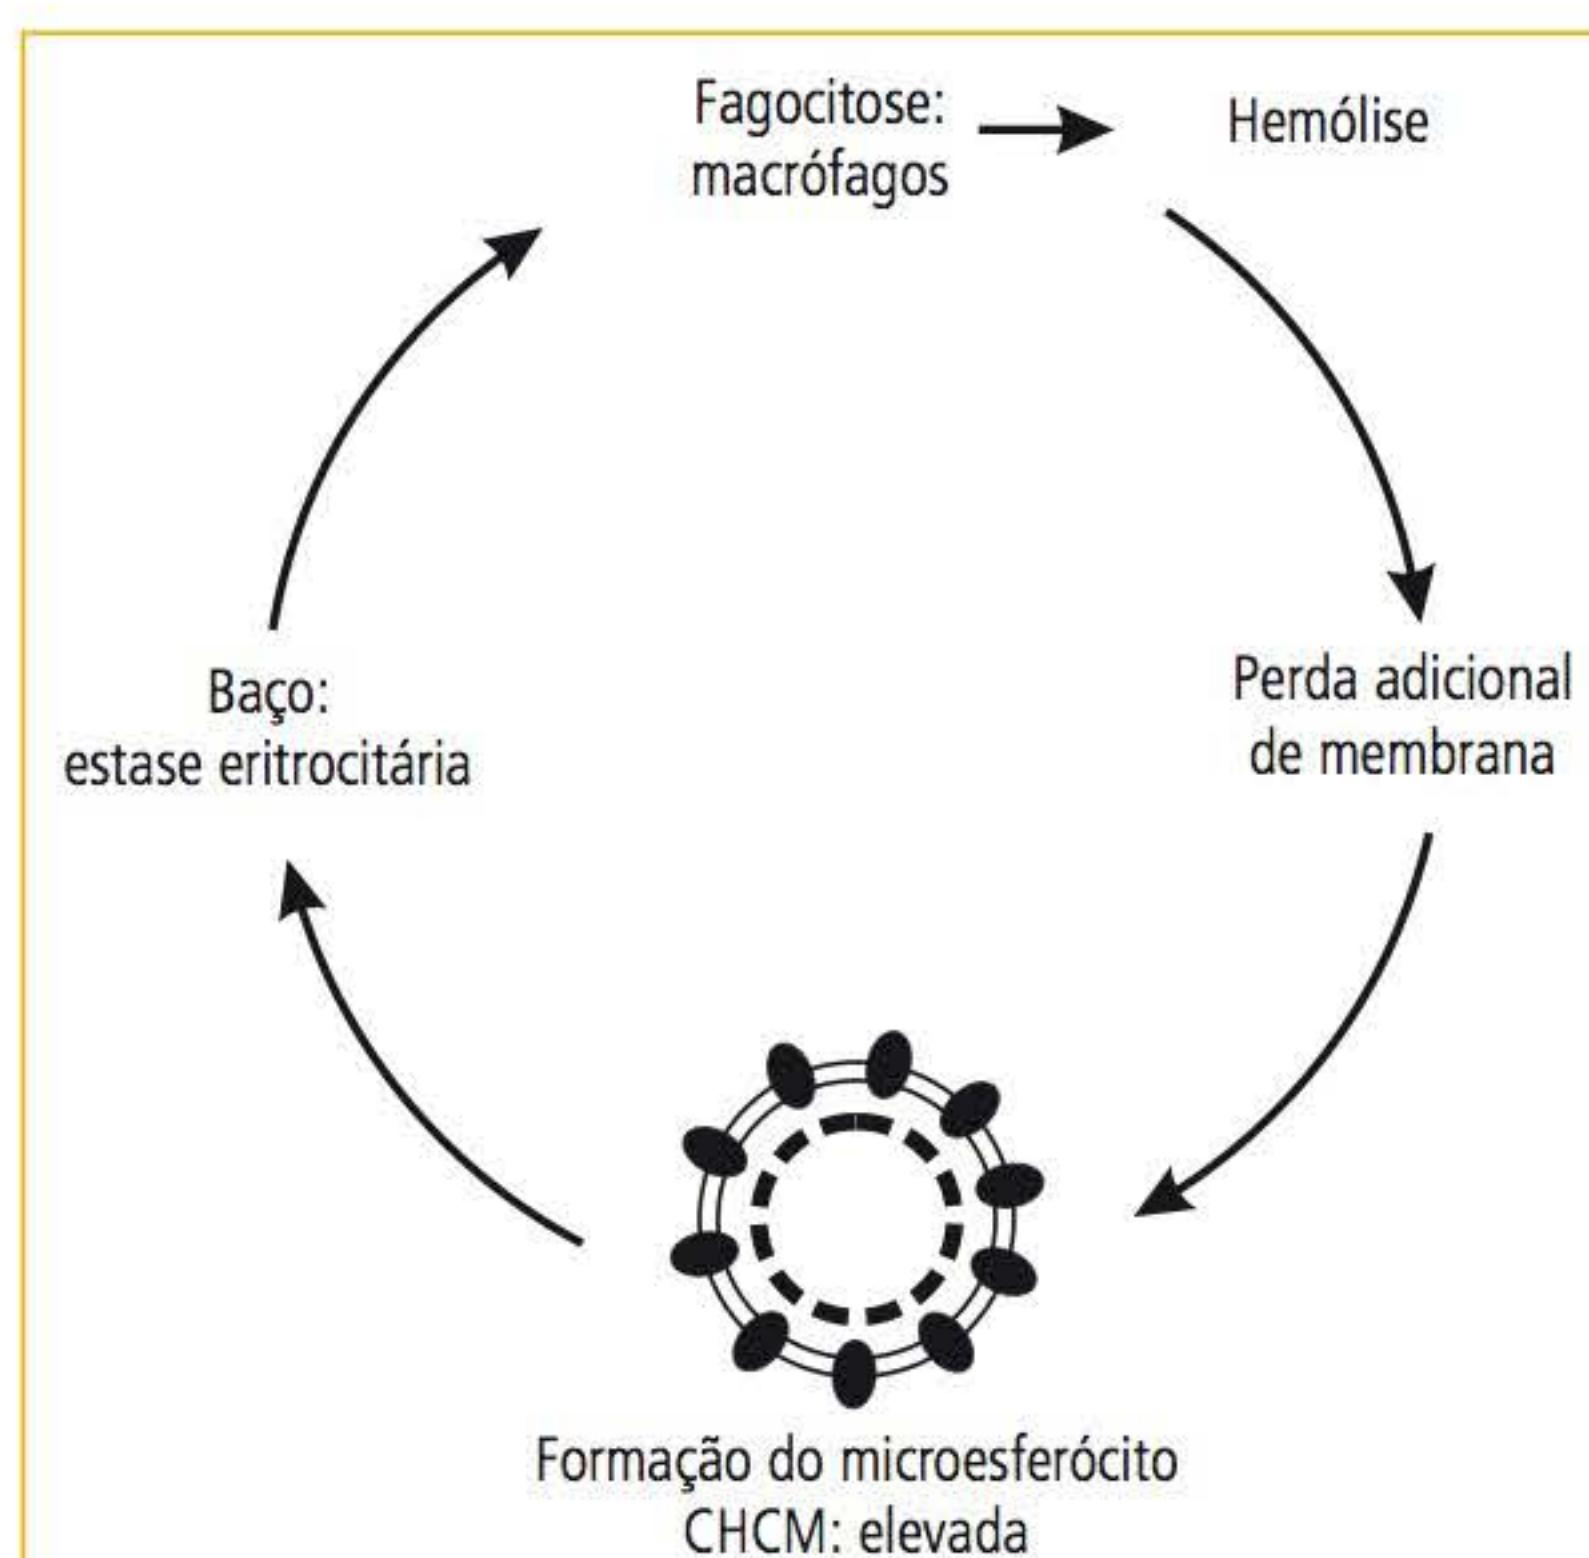 Fagocitose:
macrófagos
Hemólise
Perda adicional
de membrana
Baço:
estase eritrocitária
Formação do microesferócito
CHCM: elevada